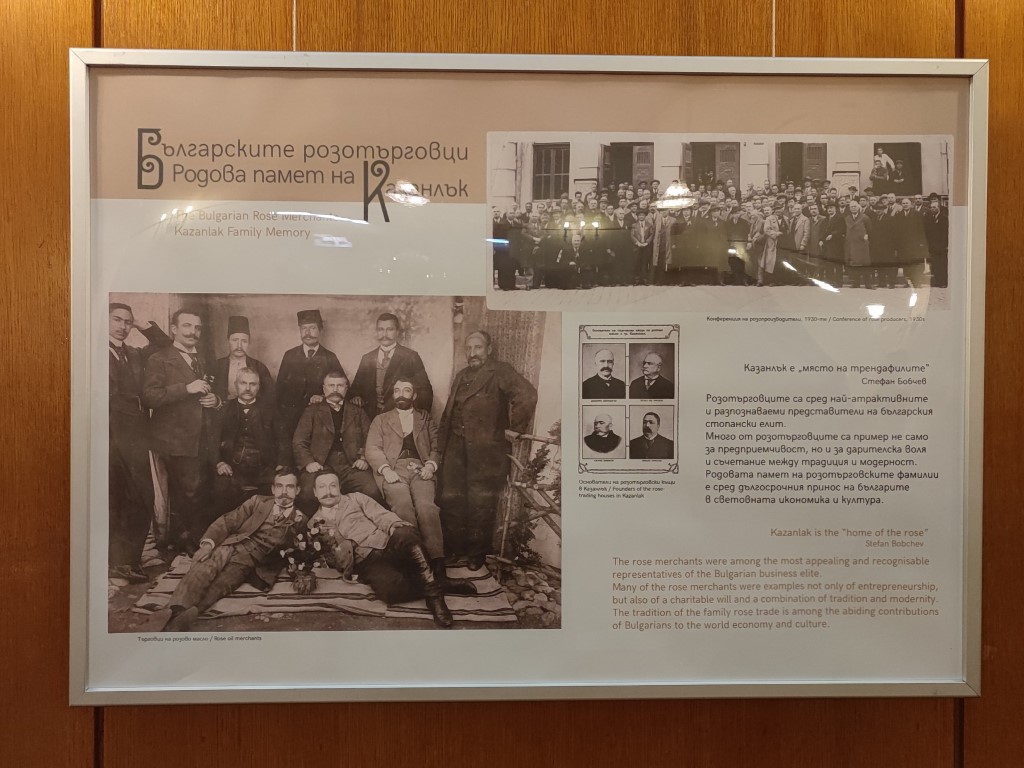 Българските розотърговци
Родова памет на Казанлък
The Bulgarian Rose Merchants
Kazanlak Family Memory
Конференция на розопроизводители, 1930-те / Conference of rose producers, 1930s
Казанлък е „мястото на трендафилите“
Стефан Бобчев
Розотърговците са сред най-атрактивните
и разпознаваеми представители на българския
стопански елит.
Много от розотърговците са пример не само
за предприемчивост, но и за дарителска воля
и съчетание между традиция и модерност.
Родовата памет на розотърговските фамилии
е сред дългосрочния принос на българите
в световната икономика и култура.
Основатели на розотърговски къщи
в Казанлък / Founders of the rose-
trading houses in Kazanlak
Kazanlak is the "home of the rose"
Stefan Bobchev
The rose merchants were among the most appealing and recognisable
representatives of the Bulgarian business elite.
Many of the rose merchants were examples not only of entrepreneurship,
but also of a charitable will and a combination of tradition and modernity.
The tradition of the family rose trade is among the abiding contributions
of Bulgarians to the world economy and culture.
Търговци на розово масло / Rose oil merchants